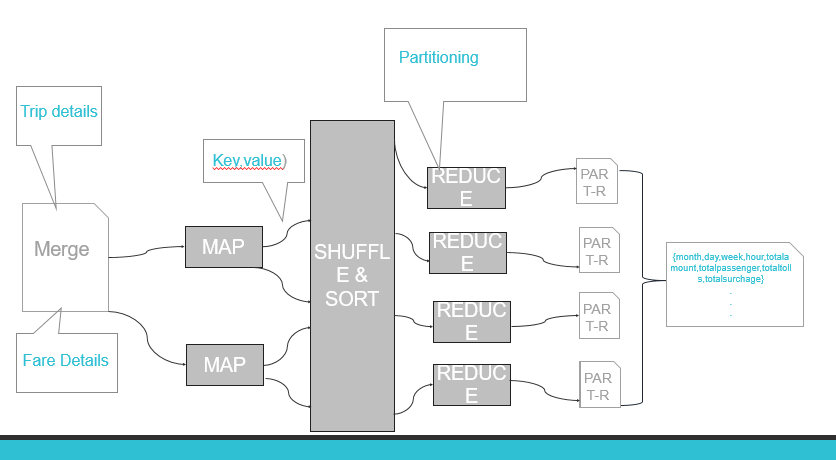 Partitioning
Trip details
Key,value)
REDUC
E
PAR
T-R
Merge
MAP
SHUFFL
E &
SORT
REDUC
E
PAR
T-R
{month,day,week,hour,totala
mount,totalpassenger,totaltoll
s,totalsurchage}
.
.
.
REDUC
E
PAR
T-R
Fare Details
MAP
REDUC
E
PAR
T-R